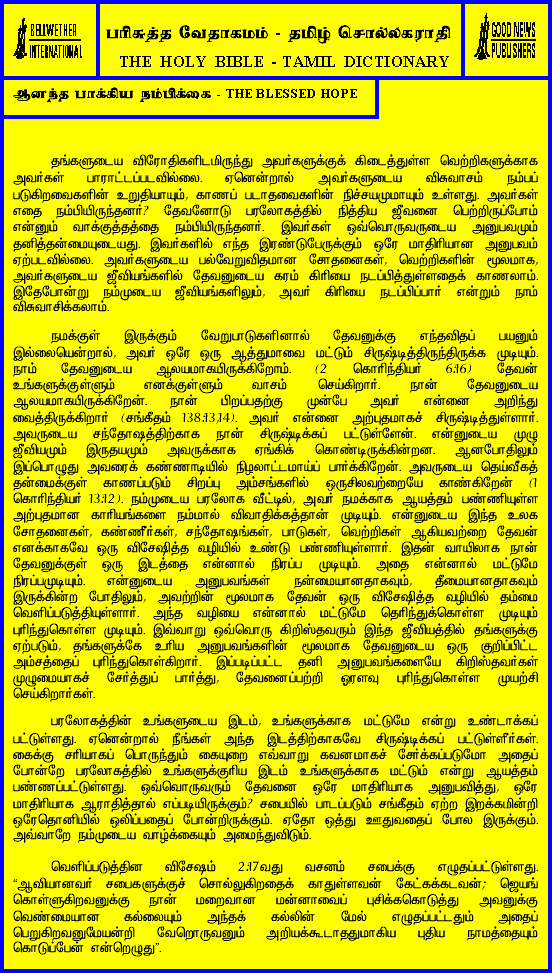 BELLWETHER
INTERNATIONAL
பரிசுத்த வேதாகமம் - தமிழ் சொல்லகராதி
THE HOLY BIBLE - TAMIL DICTIONARY
GOOD NEWS
PUBLISHERS
ஆனந்த பாக்கிய நம்பிக்கை - THE BLESSED HOPE
தங்களுடைய விரோதிகளிடமிருந்து அவர்களுக்குக் கிடைத்துள்ள வெற்றிகளுக்காக
அவர்கள் பாராட்டப்படவில்லை. ஏனென்றால் அவர்களுடைய விசுவாசம் நம்பப்
படுகிறவைகளின் உறுதியாயும், காணப் படாதவைகளின் நிச்சயமுமாயும் உள்ளது. அவர்கள்
எதை நம்பியிருந்தனர்? தேவனோடு பரலோகத்தில் நித்திய ஜீவனை பெற்றிருப்போம்
என்னும் வாக்குத்தத்தை நம்பியிருந்தனர். இவர்கள் ஒவ்வொருவருடைய அனுபவமும்
தனித்தன்மையுடையது. இவர்களில் எந்த இரண்டுபேருக்கும் ஒரே மாதிரியான அனுபவம்
ஏற்படவில்லை. அவர்களுடைய பல்வேறுவிதமான சோதனைகள், வெற்றிகளின் மூலமாக,
அவர்களுடைய ஜீவியங்களில் தேவனுடைய கரம் கிரியை நடப்பித்துள்ளதைக் காணலாம்.
இதேபோன்று நம்முடைய ஜீவியங்களிலும், அவர் கிரியை நடப்பிப்பார் என்றும் நாம்
விசுவாசிக்கலாம்.
நமக்குள் இருக்கும் வேறுபாடுகளினால் தேவனுக்கு எந்தவிதப் பயனும்
இல்லையென்றால், அவர் ஒரே ஒரு ஆத்துமாவை மட்டும் சிருஷ்டித்திருந்திருக்க முடியும்.
நாம் தேவனுடைய ஆலயமாகயிருக்கிறோம். (2 கொரிந்தியர் 6:16) தேவன்
உங்களுக்குள்ளும் எனக்குள்ளும் வாசம் செய்கிறார். நான் தேவனுடைய
ஆலயமாகயிருக்கிறேன். நான் பிறப்பதற்கு முன்பே அவர் என்னை அறிந்து
வைத்திருக்கிறார் (சங்கீதம் 138:13,14). அவர் என்னை அற்புதமாகச் சிருஷ்டித்துள்ளார்.
அவருடைய சந்தோஷத்திற்காக நான் சிருஷ்டிக்கப் பட்டுள்ளேன். என்னுடைய முழு
ஜீவியமும் இருதயமும் அவருக்காக ஏங்கிக் கொண்டிருக்கின்றன. ஆனபோதிலும்
இப்பொழுது அவரைக் கண்ணாடியில் நிழலாட்டமாய்ப் பார்க்கிறேன். அவருடைய தெய்வீகத்
தன்மைக்குள் காணப்படும் சிறப்பு அம்சங்களில் ஒருசிலவற்றையே காண்கிறேன் (1
கொரிந்தியர் 13:12). நம்முடைய பரலோக வீட்டில், அவர் நமக்காக ஆயத்தம் பண்ணியுள்ள
அற்புதமான காரியங்களை நம்மால் விவாதிக்கத்தான் முடியும். என்னுடைய இந்த உலக
சோதனைகள், கண்ணீர்கள், சந்தோஷங்கள், பாடுகள், வெற்றிகள் ஆகியவற்றை தேவன்
எனக்காகவே ஒரு விசேஷித்த வழியில் உண்டு பண்ணியுள்ளார். இதன் வாயிலாக நான்
தேவனுக்குள் ஒரு இடத்தை என்னால் நிரப்ப முடியும். அதை என்னால் மட்டுமே
நிரப்பமுடியும். என்னுடைய அனுபவங்கள் நன்மையானதாகவும், தீமையானதாகவும்
இருக்கின்ற போதிலும், அவற்றின் மூலமாக தேவன் ஒரு விசேஷித்த வழியில் தம்மை
வெளிப்படுத்தியுள்ளார். அந்த வழியை என்னால் மட்டுமே தெரிந்துக்கொள்ள முடியும்
புரிந்துகொள்ள முடியும். இவ்வாறு ஒவ்வொரு கிறிஸ்தவரும் இந்த ஜீவியத்தில் தங்களுக்கு
ஏற்படும், தங்களுக்கே உரிய அனுபவங்களின் மூலமாக தேவனுடைய ஒரு குறிப்பிட்ட
அம்சத்தைப் புரிந்துகொள்கிறார். இப்படிப்பட்ட தனி அனுபவங்களையே கிறிஸ்தவர்கள்
முழுமையாகச் சேர்த்துப் பார்த்து, தேவனைப்பற்றி ஓரளவு புரிந்துகொள்ள முயற்சி
செய்கிறார்கள்.
பரலோகத்தின் உங்களுடைய இடம், உங்களுக்காக மட்டுமே என்று உண்டாக்கப்
பட்டுள்ளது. ஏனென்றால் நீங்கள் அந்த இடத்திற்காகவே சிருஷ்டிக்கப் பட்டுள்ளீர்கள்.
கைக்கு சரியாகப் பொருந்தும் கையுறை எவ்வாறு கவனமாகச் சேர்க்கப்படுமோ அதைப்
போன்றே பரலோகத்தில் உங்களுக்குரிய இடம் உங்களுக்காக மட்டும் என்று ஆயத்தம்
பண்ணப்பட்டுள்ளது. ஒவ்வொருவரும் தேவனை ஒரே மாதிரியாக அனுபவித்து, ஒரே
மாதிரியாக ஆராதித்தால் எப்படியிருக்கும்? சபையில் பாடப்படும் சங்கீதம் ஏற்ற இறக்கமின்றி
ஒரேதொனியில் ஒலிப்பதைப் போன்றிருக்கும். ஏதோ ஒத்து ஊதுவதைப் போல இருக்கும்.
அவ்வாறே நம்முடைய வாழ்க்கையும் அமைந்துவிடும்.
வெளிப்படுத்தின விசேஷம் 2:17வது வசனம் சபைக்கு எழுதப்பட்டுள்ளது.
“ஆவியானவர் சபைகளுக்குச் சொல்லுகிறதைக் காதுள்ளவன் கேட்கக்கடவன்; ஜெயங்
கொள்ளுகிறவனுக்கு நான் மறைவான மன்னாவைப் புசிக்கக்கொடுத்து அவனுக்கு
வெண்மையான கல்லையும் அந்தக் கல்லின் மேல் எழுதப்பட்டதும் அதைப்
பெறுகிறவனுமேயன்றி வேறொருவனும் அறியக்கூடாததுமாகிய புதிய நாமத்தையும்
கொடுப்பேன் என்றெழுது”.